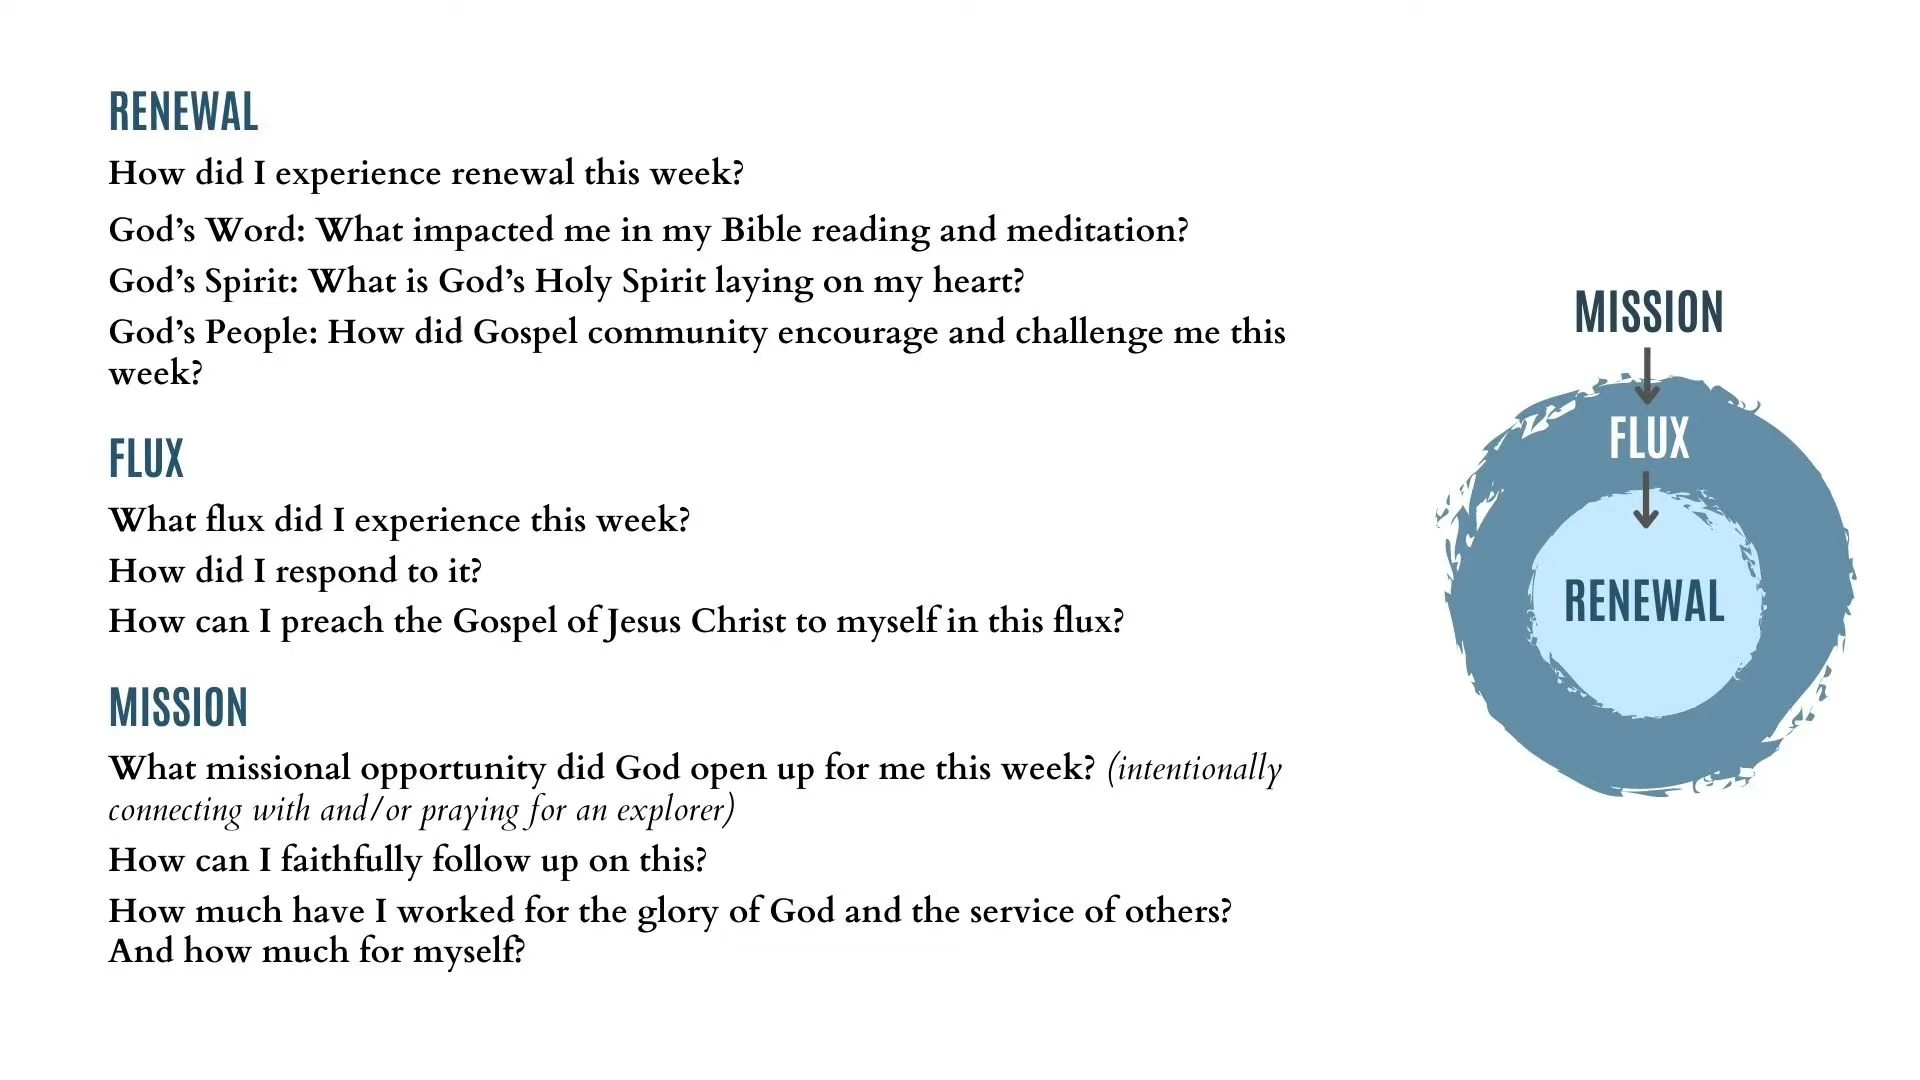 RENEWAL
How did I experience renewal this week?
God’s Word: What impacted me in my Bible reading and meditation?
God’s Spirit: What is God’s Holy Spirit laying on my heart?
God’s People: How did Gospel community encourage and challenge me this
week?
FLUX
What flux did I experience this week?
How did I respond to it?
How can I preach the Gospel of Jesus Christ to myself in this flux?
MISSION
What missional opportunity did God open up for me this week? (intentionally
connecting with and/or praying for an explorer)
How can I faithfully follow up on this?
How much have I worked for the glory of God and the service of others?
And how much for myself?
MISSION
FLUX
RENEWAL